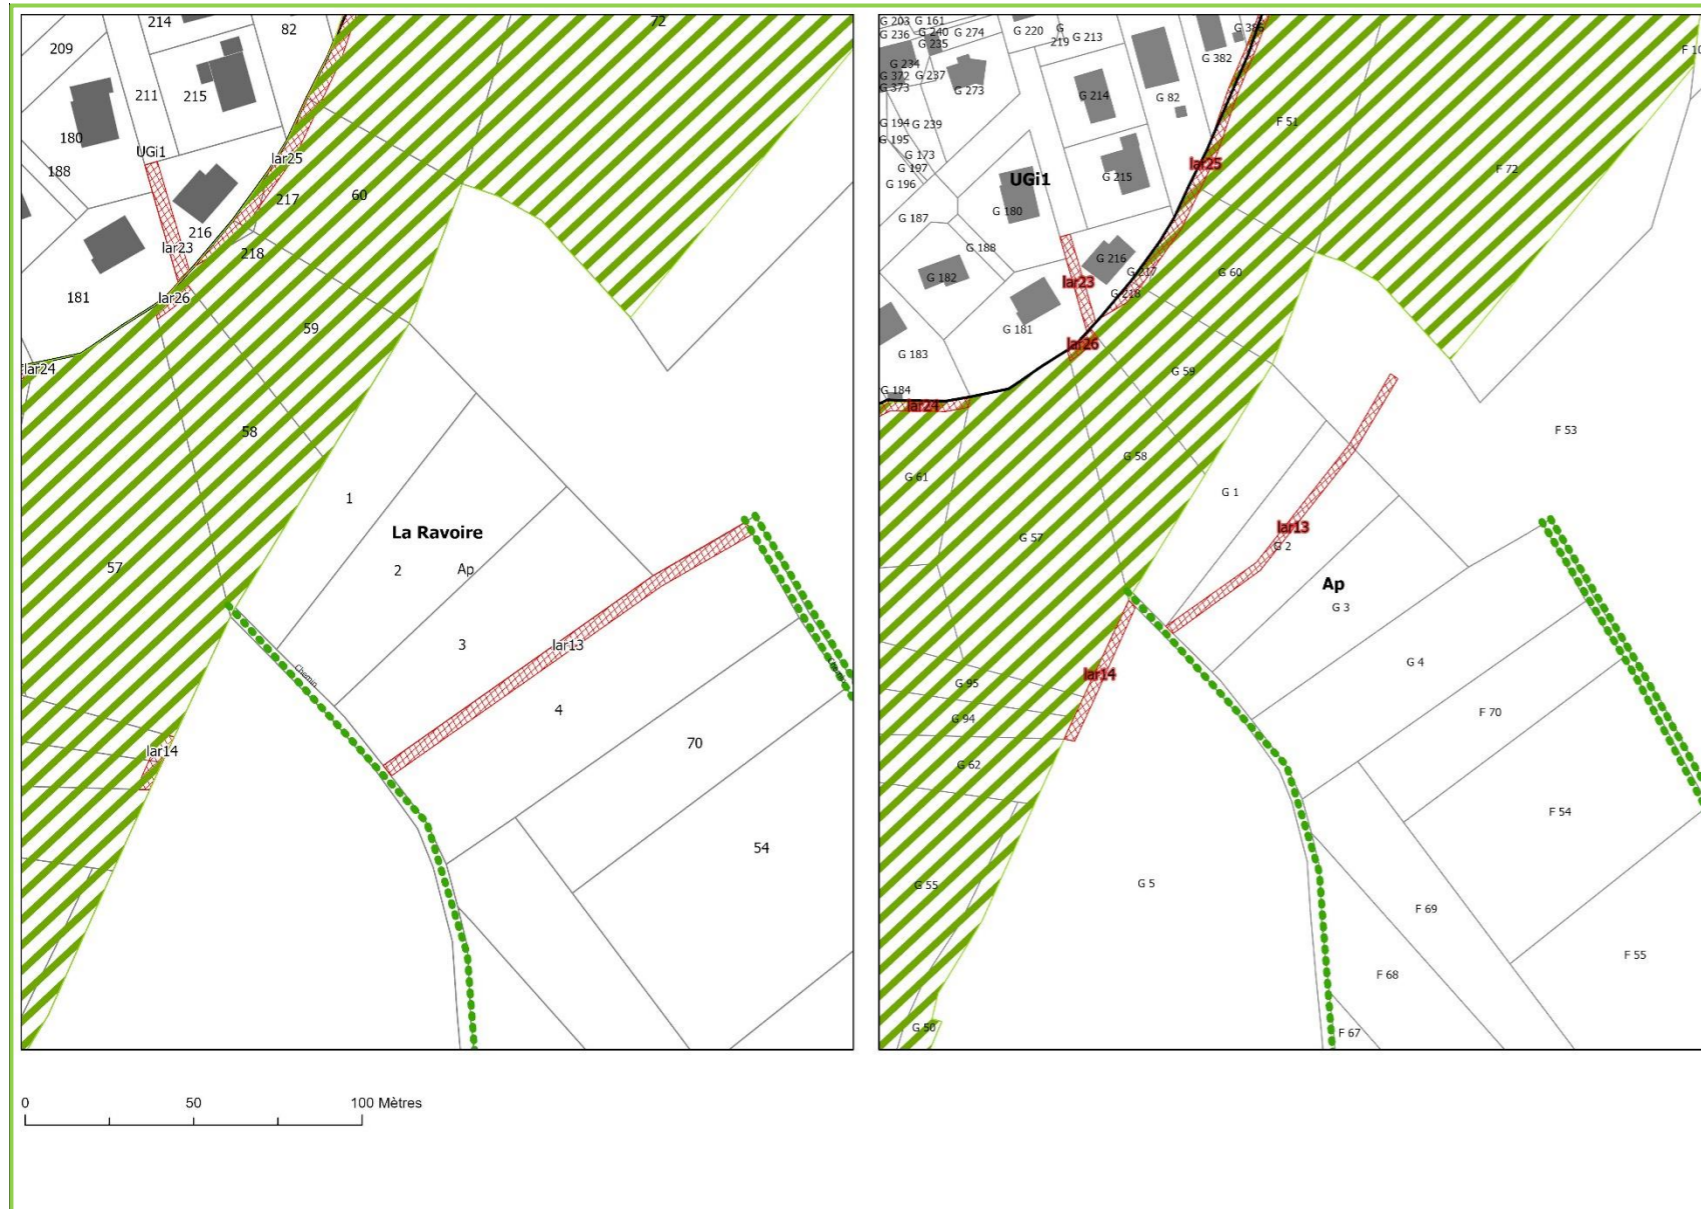 214
82
72
209
211
215
180
UGi1
lar25
188
217
60
216
lar23
218
181
lar26
59
lar24
58
1
La Ravoire
2
Ap
57
3
lar13
Chemin
4
70
lar14
54
0
50
100 Mètres
G 203
G 161
G 236
G 240
G 274
G 220
G 219
G 213
G 386
G 235
G 382
G 234
G 372
G 237
G 373
G 273
G 214
G 82
F 51
G 194
G 239
G 195
G 173
G 197
G 196
UGi1
lar25
F 72
G 215
G 180
G 187
G 188
G 216
G 217
G 60
G 182
lar23
G 218
G 181
lar26
G 183
G 59
G 184
lar24
F 53
G 58
G 61
G 1
lar13
G 2
G 57
Ap
G 3
G 4
lar14
G 95
G 94
F 70
G 62
F 54
G 55
G 5
F 69
F 55
F 68
G 50
F 67